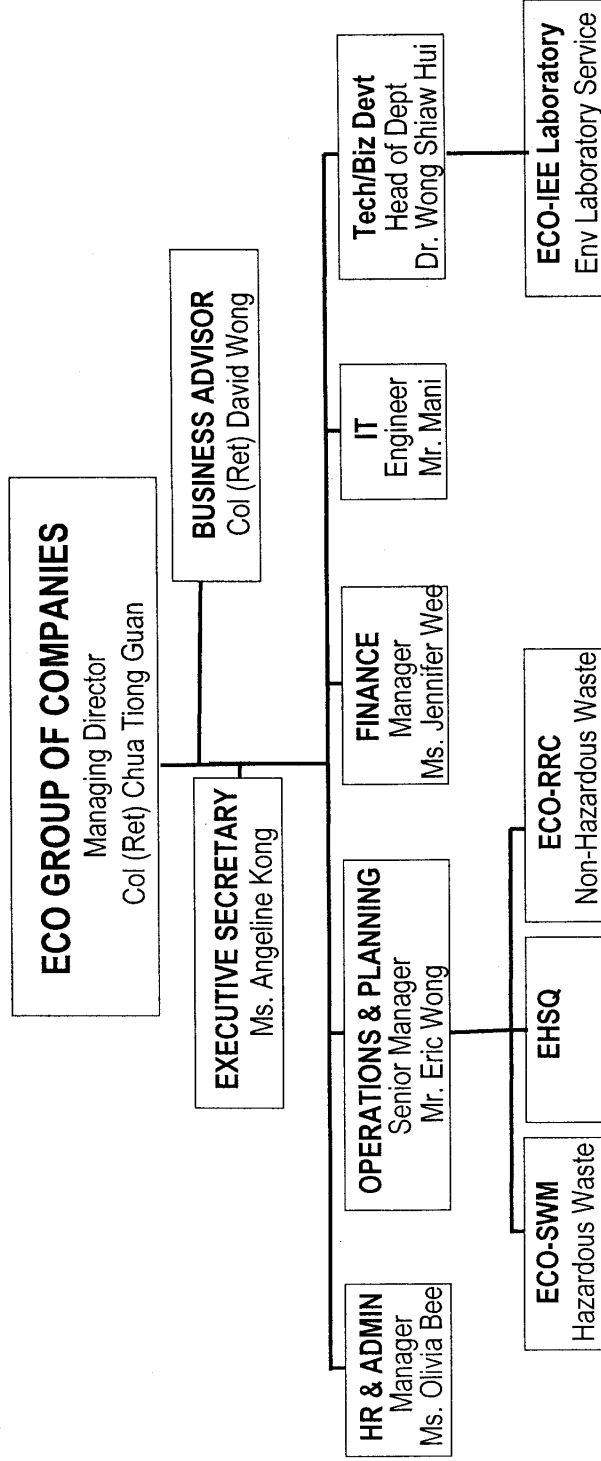 ECO GROUP OF COMPANIES
Managing Director
Col (Ret) Chua Tiong Guan
BUSINESS ADVISOR
Col (Ret) David Wong
EXECUTIVE SECRETARY
Ms. Angeline Kong
HR & ADMIN
Manager
Ms. Olivia Bee
OPERATIONS & PLANNING
Senior Manager
Mr. Eric Wong
FINANCE
Manager
Ms. Jennifer Wee
IT
Engineer
Mr. Mani
Tech/Biz Devt
Head of Dept
Dr. Wong Shiaw Hui
ECO-SWM
Hazardous Waste
EHSQ
ECO-RRC
Non-Hazardous Waste
ECO-IEE Laboratory
Env Laboratory Service